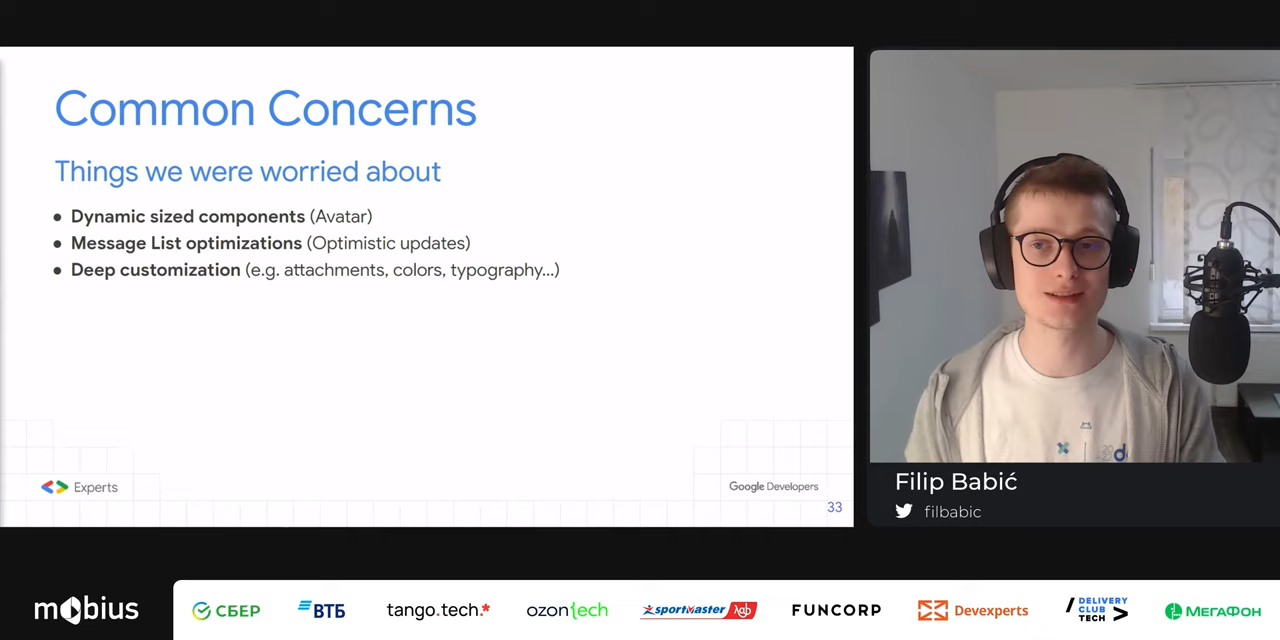 Common Concerns
Things we were worried about
● Dynamic sized components (Avatar)
● Message List optimizations (Optimistic updates)
● Deep customization (e.g. attachments, colors, typography...)
Experts
Google Developers
33
Filip Babić
filbabic
mobius
СБЕР
ВТБ
tango.tech.*
ozon{tech
sportmaster lab
FUNCORP
Devexperts
/DELIVERY
CLUB
TECH >
МЕГАФОН